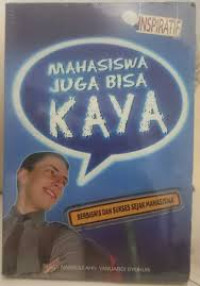 INSPIRATIF
MAHASISWA
JUGA BISA
KAYA
BERBISNIS DAN SUKSES SEJAK MAHASISWA